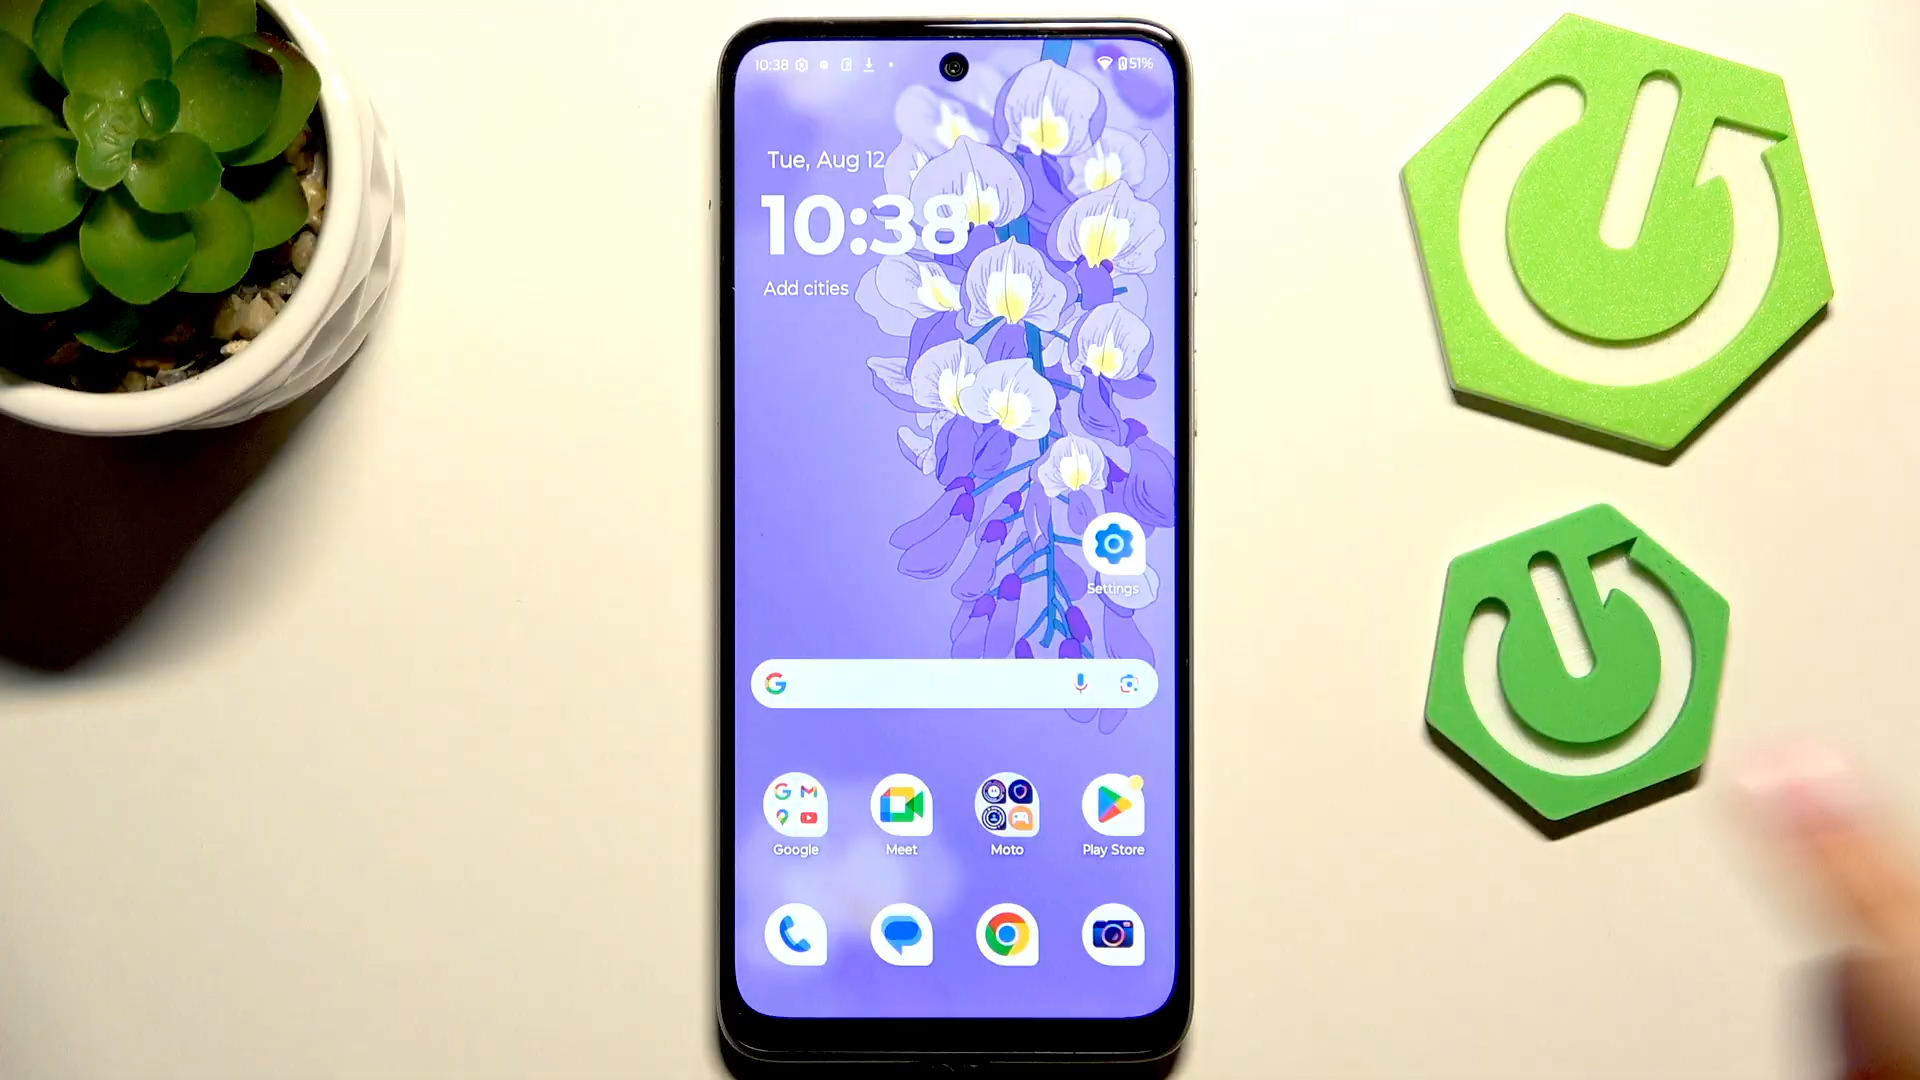 10:38
51%
Tue, Aug 12
10:38
Add cities
Settings
Google
Meet
Moto
Play Store